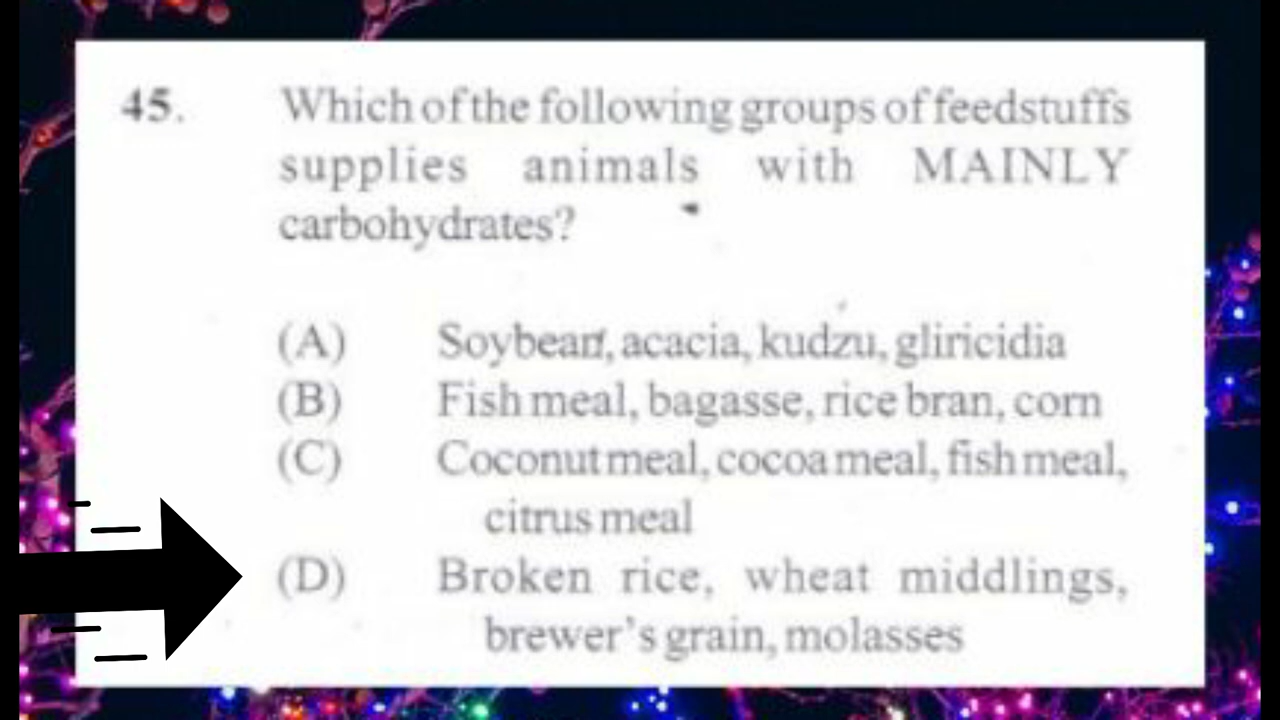 45. Which of the following groups of feedstuffs
supplies animals with MAINLY
carbohydrates?
(A) Soybean, acacia, kudzu, gliricidia
(B) Fish meal, bagasse, rice bran, corn
(C) Coconut meal, cocoa meal, fish meal,
citrus meal
(D) Broken rice, wheat middlings,
brewer's grain, molasses